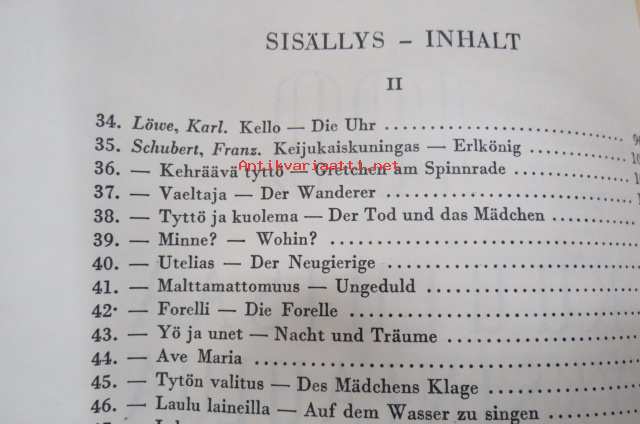 SISÄLLYS – INHALT
II
34. Löwe, Karl. Kello — Die Uhr
35. Schubert, Franz. Keijukaiskuningas — Erlkönig
36. — Kehräävä tyttö — Gretchen am Spinnrade
Antikvariaatti.net
37. — Vaeltaja — Der Wanderer
38. — Tyttö ja kuolema — Der Tod und das Mädchen
39. — Minne? — Wohin?
40. — Utelias — Der Neugierige
41. — Malttamattomuus — Ungeduld
42. — Forelli — Die Forelle
43. — Yö ja unet — Nacht und Träume
44. — Ave Maria
45. — Tytön valitus — Des Mädchens Klage
46. — Laulu laineilla — Auf dem Wasser zu singen